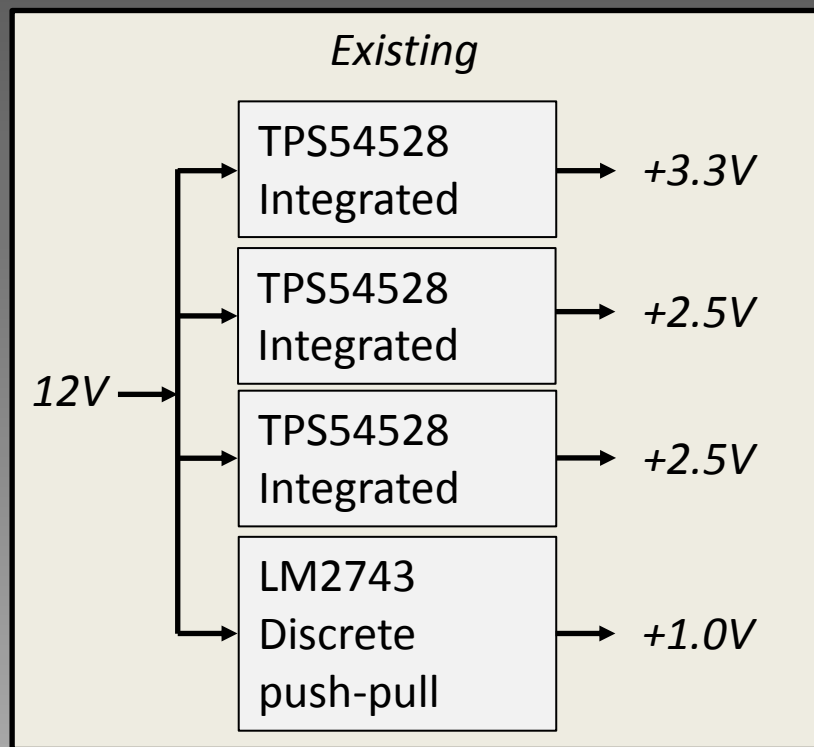 Existing
TPS54528
Integrated
+3.3V
TPS54528
Integrated
+2.5V
12V
TPS54528
Integrated
+2.5V
LM2743
Discrete
push-pull
+1.0V